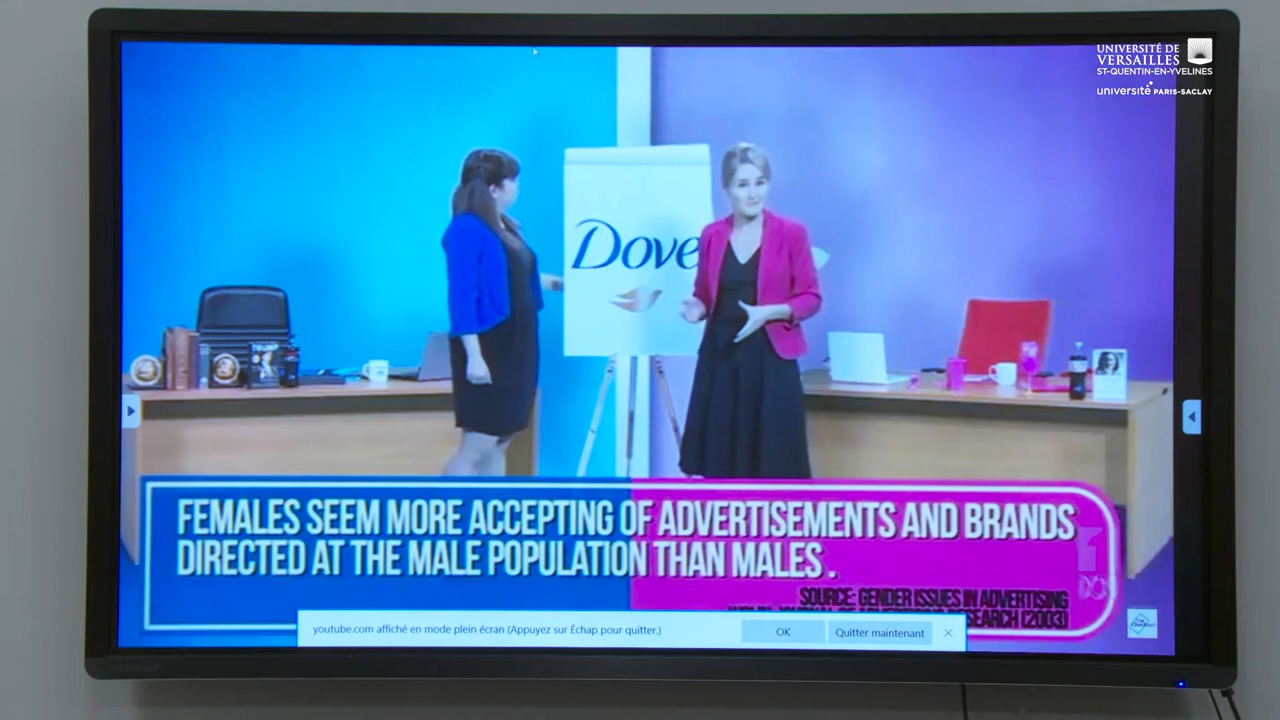 UNIVERSITÉ DE
VERSAILLES
ST-QUENTIN-EN-YVELINES
université PARIS-SACLAY
Dove
TRUMP
FEMALES SEEM MORE ACCEPTING OF ADVERTISEMENTS AND BRANDS
DIRECTED AT THE MALE POPULATION THAN MALES .
SOURCE: GENDER ISSUES IN ADVERTISING
RESEARCH (2003)
youtube.com affiché en mode plein écran (Appuyez sur Échap pour quitter.)
OK
Quitter maintenant